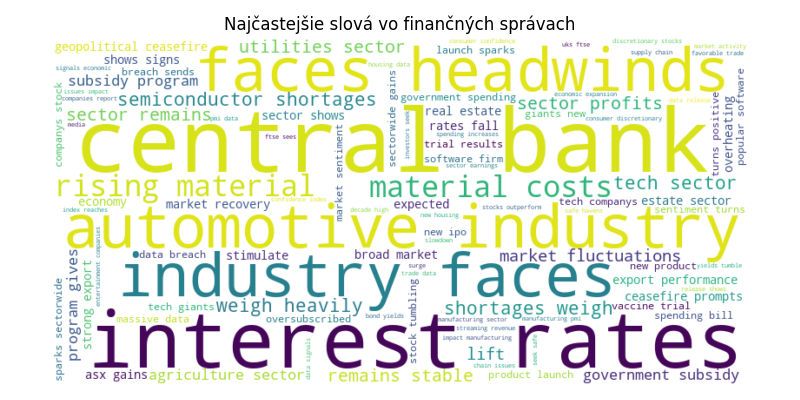 Najčastejšie slová vo finančných správach
geopolitical ceasefire
utilities sector
consumer confidence
launch sparks
uks ftse
discretionary stocks
supply chain
market activity
favorable trade
shows signs
signals economic
breach sends
housing data
faces headwinds
subsidy program
issues impact
companies report
semiconductor shortages
government spending
economic expansion
sector profits
data release
sector remains
pmi data
sector shows
real estate
spending increases
giants new
consumer discretionary
media
ftse sees
rates fall
trial results
investors seek
sectorwide gains
companys stock
central bank
turns positive
overheating
popular software
market sentiment
software firm
sector earnings
rising material
material costs
tech sector
economy
market recovery
confidence index
expected
tech companys
estate sector
index reaches
decade high
new housing
stocks outperform
safe havens
sentiment turns
automotive industry
new ipo
slowdown
data breach
stimulate
broad market
market fluctuations
entertainment companies
strong export
program gives
sparks sectorwide
industry faces
surge
trade data
new product
yields tumble
export performance
release shows
ceasefire prompts
tech giants
weigh heavily
shortages weigh
vaccine trial
massive data
oversubscribed
bond yields
stock tumbling
manufacturing sector
manufacturing pmi
streaming revenue
spending bill
impact manufacturing
interest rates
lift
seek safe
chain issues
data signals
asx gains
agriculture sector
remains stable
product launch
government subsidy